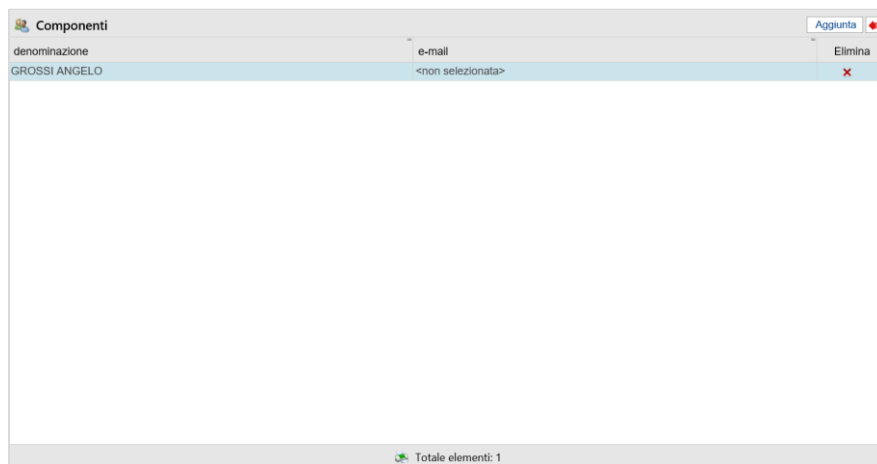 Componenti Aggiunta
denominazione e-mail Elimina
GROSSI ANGELO <non selezionata>
Totale elementi: 1